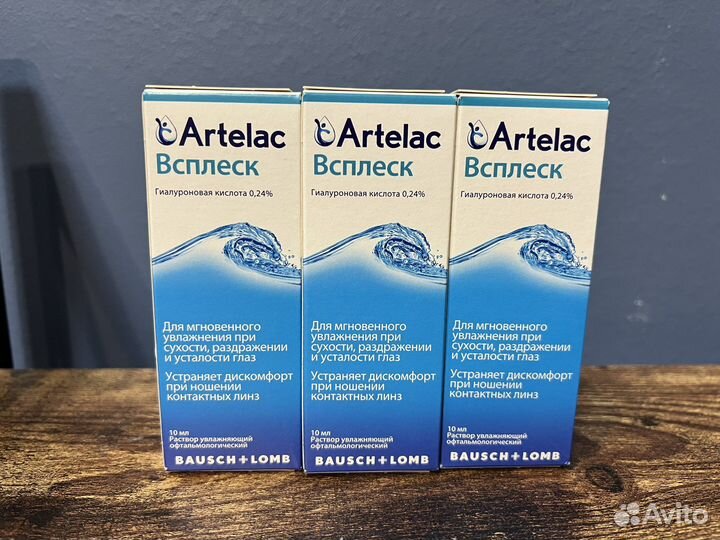 Artelac
Всплеск
Гиалуроновая кислота 0,24%
Для мгновенного
увлажнения при
сухости, раздражении
и усталости глаз
Устраняет дискомфорт
при ношении
контактных линз
10 мл
Раствор увлажняющий
офтальмологический
BAUSCH+LOMB
Artelac
Всплеск
Гиалуроновая кислота 0,24%
Для мгновенного
увлажнения при
сухости, раздражении
и усталости глаз
Устраняет дискомфорт
при ношении
контактных линз
10 мл
Раствор увлажняющий
офтальмологический
BAUSCH+LOMB
Artelac
Всплеск
Гиалуроновая кислота 0,24%
Для мгновенного
увлажнения при
сухости, раздражении
и усталости глаз
Устраняет дискомфорт
при ношении
контактных линз
10 мл
Раствор увлажняющий
офтальмологический
BAUSCH+LOMB
Avito